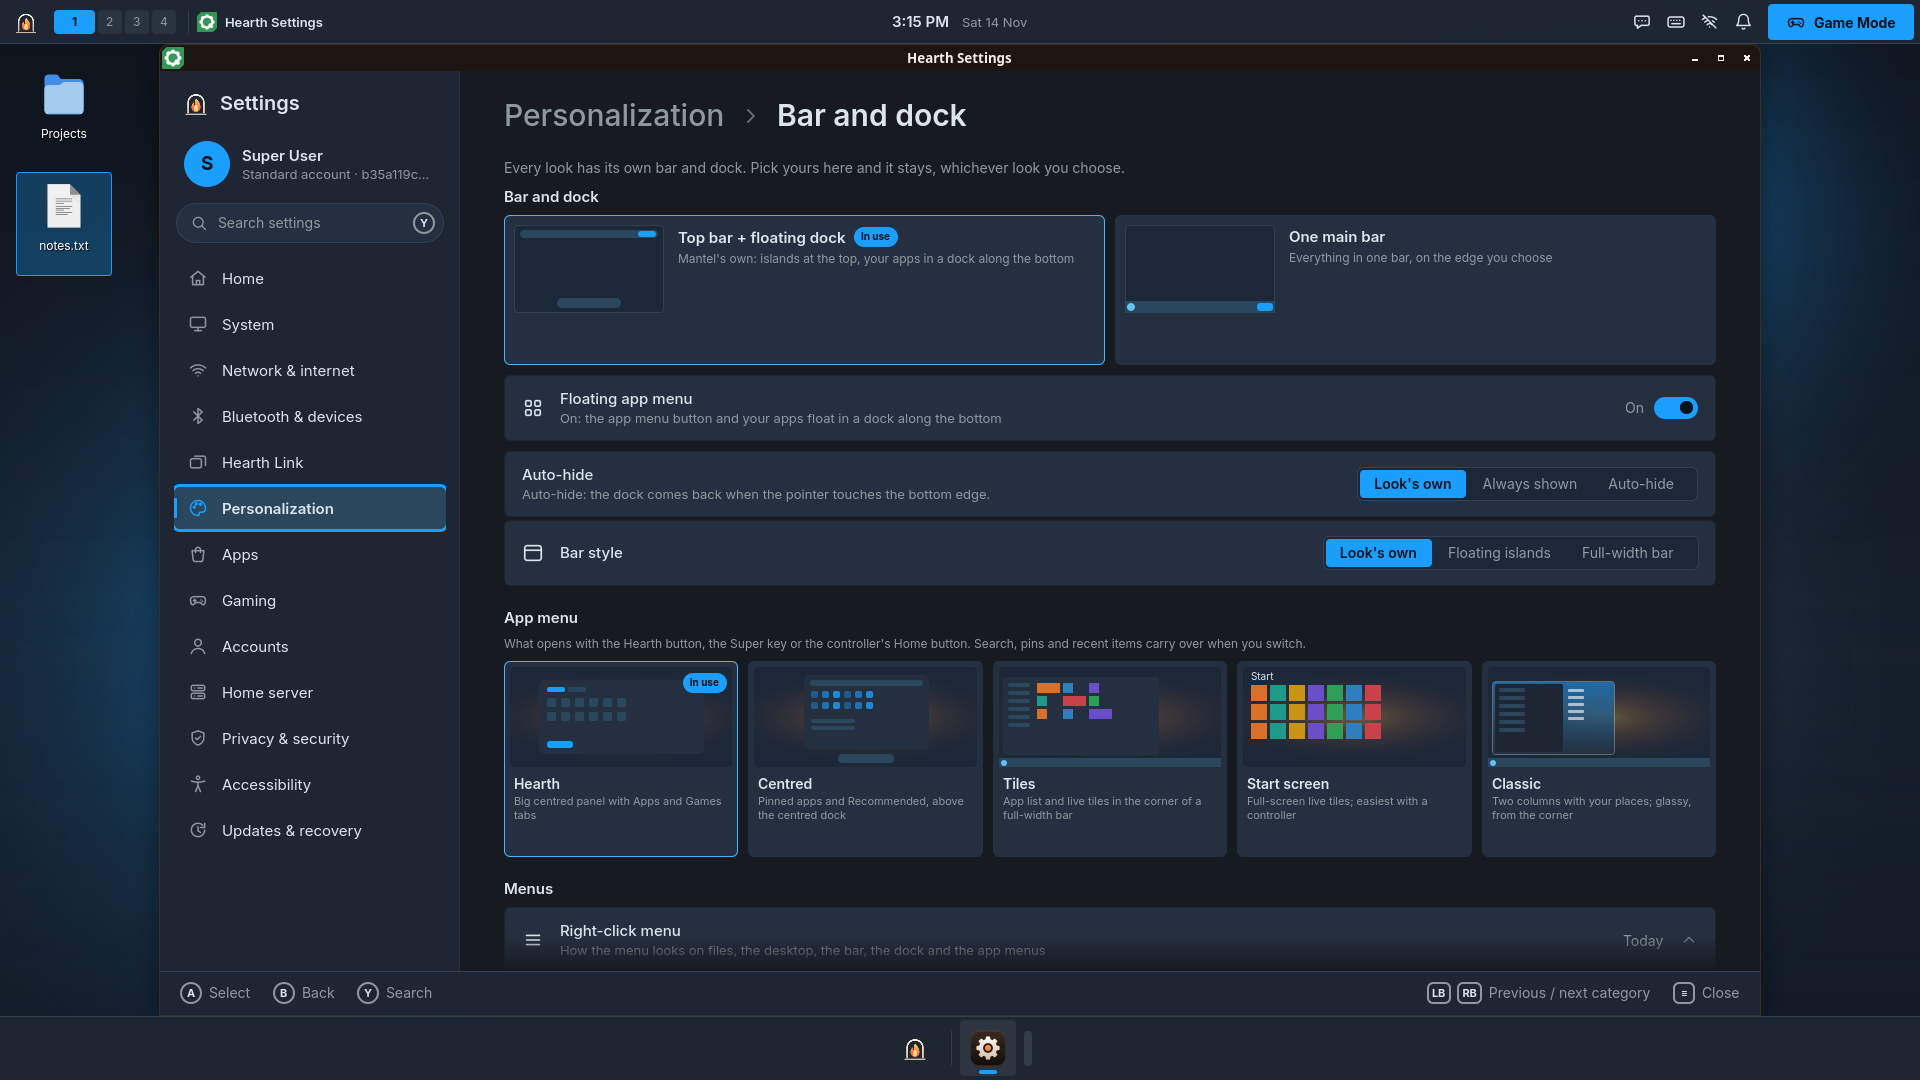 1
2
3
4
Hearth Settings
3:15 PM
Sat 14 Nov
Game Mode
Projects
notes.txt
Hearth Settings
Settings
S
Super User
Standard account · b35a119c...
Search settings
Y
Home
System
Network & internet
Bluetooth & devices
Hearth Link
Personalization
Apps
Gaming
Accounts
Home server
Privacy & security
Accessibility
Updates & recovery
Personalization > Bar and dock
Every look has its own bar and dock. Pick yours here and it stays, whichever look you choose.
Bar and dock
Top bar + floating dock
In use
Mantel's own: islands at the top, your apps in a dock along the bottom
One main bar
Everything in one bar, on the edge you choose
Floating app menu
On: the app menu button and your apps float in a dock along the bottom
On
Auto-hide
Auto-hide: the dock comes back when the pointer touches the bottom edge.
Look's own
Always shown
Auto-hide
Bar style
Look's own
Floating islands
Full-width bar
App menu
What opens with the Hearth button, the Super key or the controller's Home button. Search, pins and recent items carry over when you switch.
In use
Hearth
Big centred panel with Apps and Games
tabs
Centred
Pinned apps and Recommended, above
the centred dock
Tiles
App list and live tiles in the corner of a
full-width bar
Start
Start screen
Full-screen live tiles; easiest with a
controller
Classic
Two columns with your places; glassy,
from the corner
Menus
Right-click menu
How the menu looks on files, the desktop, the bar, the dock and the app menus
Today
A Select
B Back
Y Search
LB RB Previous / next category
Close